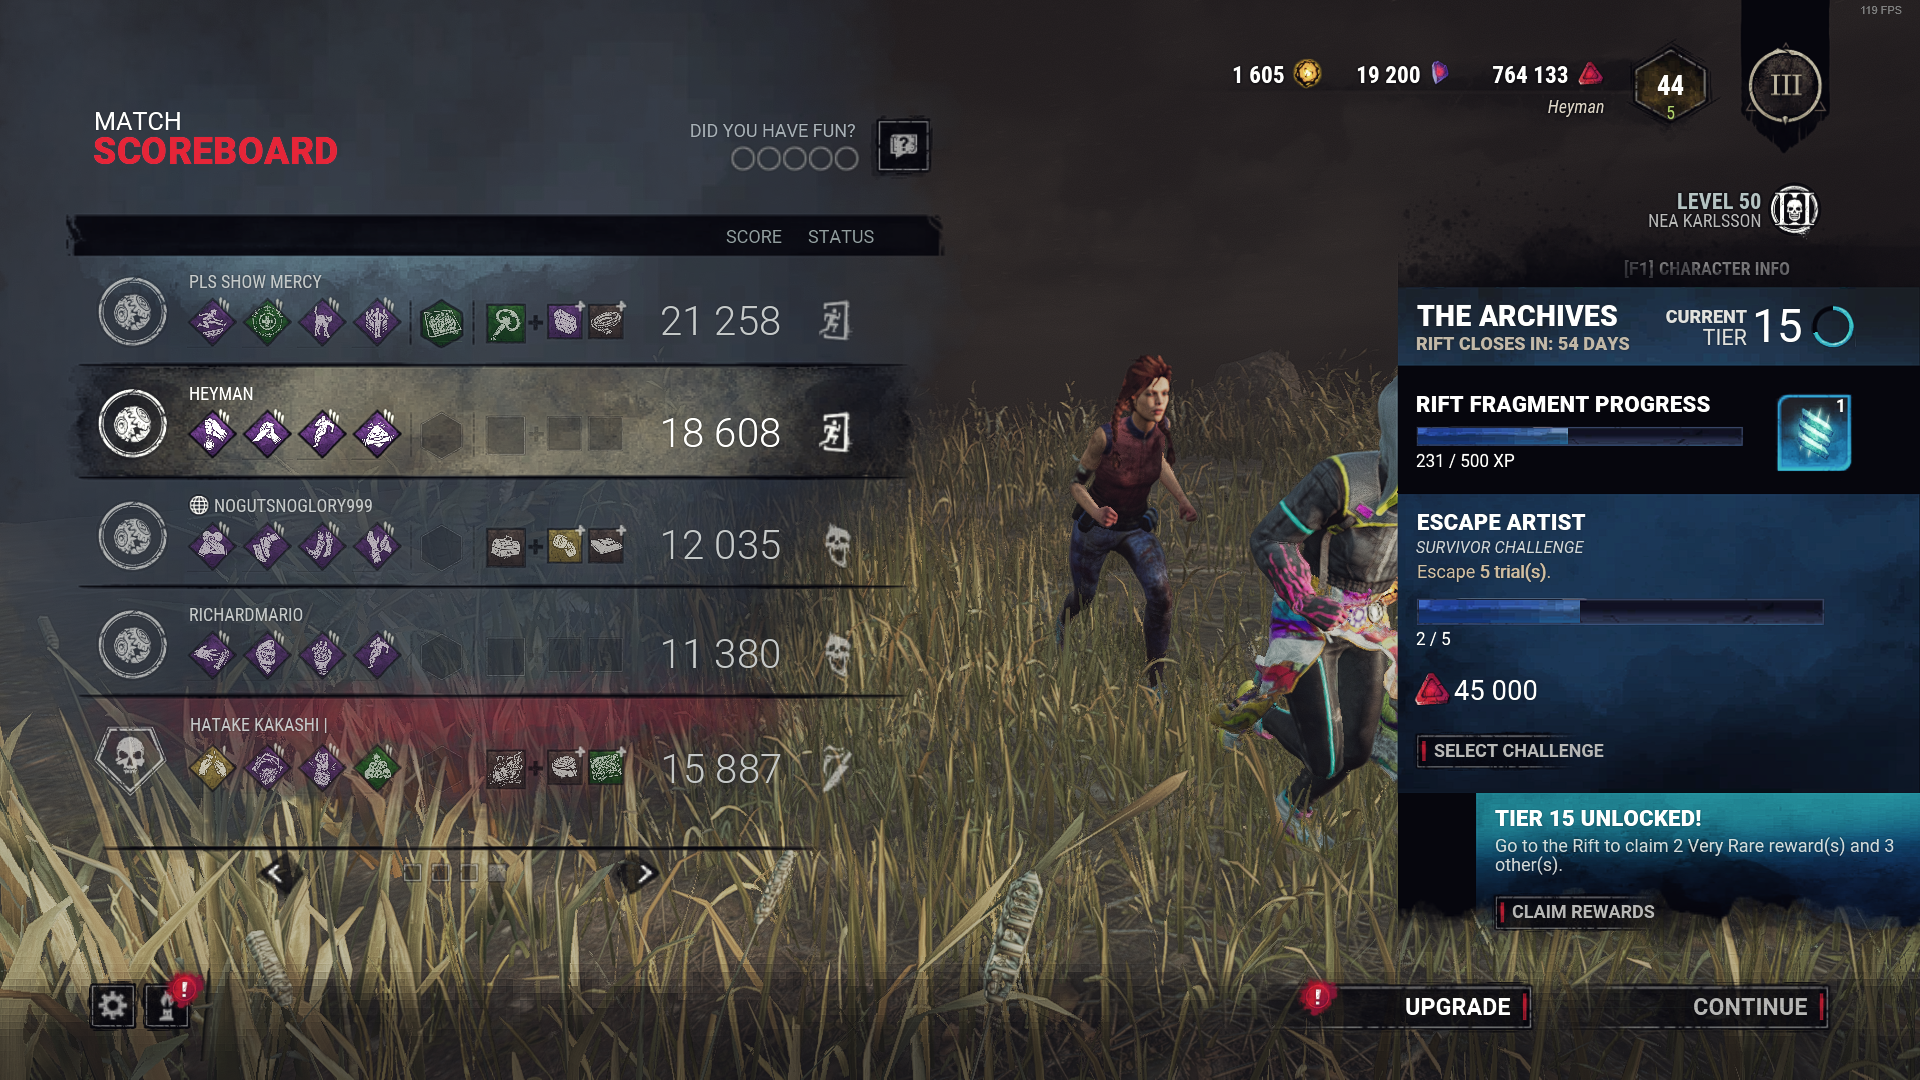 119 FPS
1 605
19 200
764 133
Heyman
44
5
III
MATCH
SCOREBOARD
DID YOU HAVE FUN?
?
LEVEL 50
NEA KARLSSON
[F1] CHARACTER INFO
SCORE STATUS
PLS SHOW MERCY
21 258
HEYMAN
18 608
NOGUTSNOGLORY999
12 035
RICHARDMARIO
11 380
HATAKE KAKASHI |
15 887
THE ARCHIVES
RIFT CLOSES IN: 54 DAYS
CURRENT
TIER
15
RIFT FRAGMENT PROGRESS
1
231 / 500 XP
ESCAPE ARTIST
SURVIVOR CHALLENGE
Escape 5 trial(s).
2 / 5
45 000
SELECT CHALLENGE
TIER 15 UNLOCKED!
Go to the Rift to claim 2 Very Rare reward(s) and 3
other(s).
CLAIM REWARDS
!
!
UPGRADE
CONTINUE